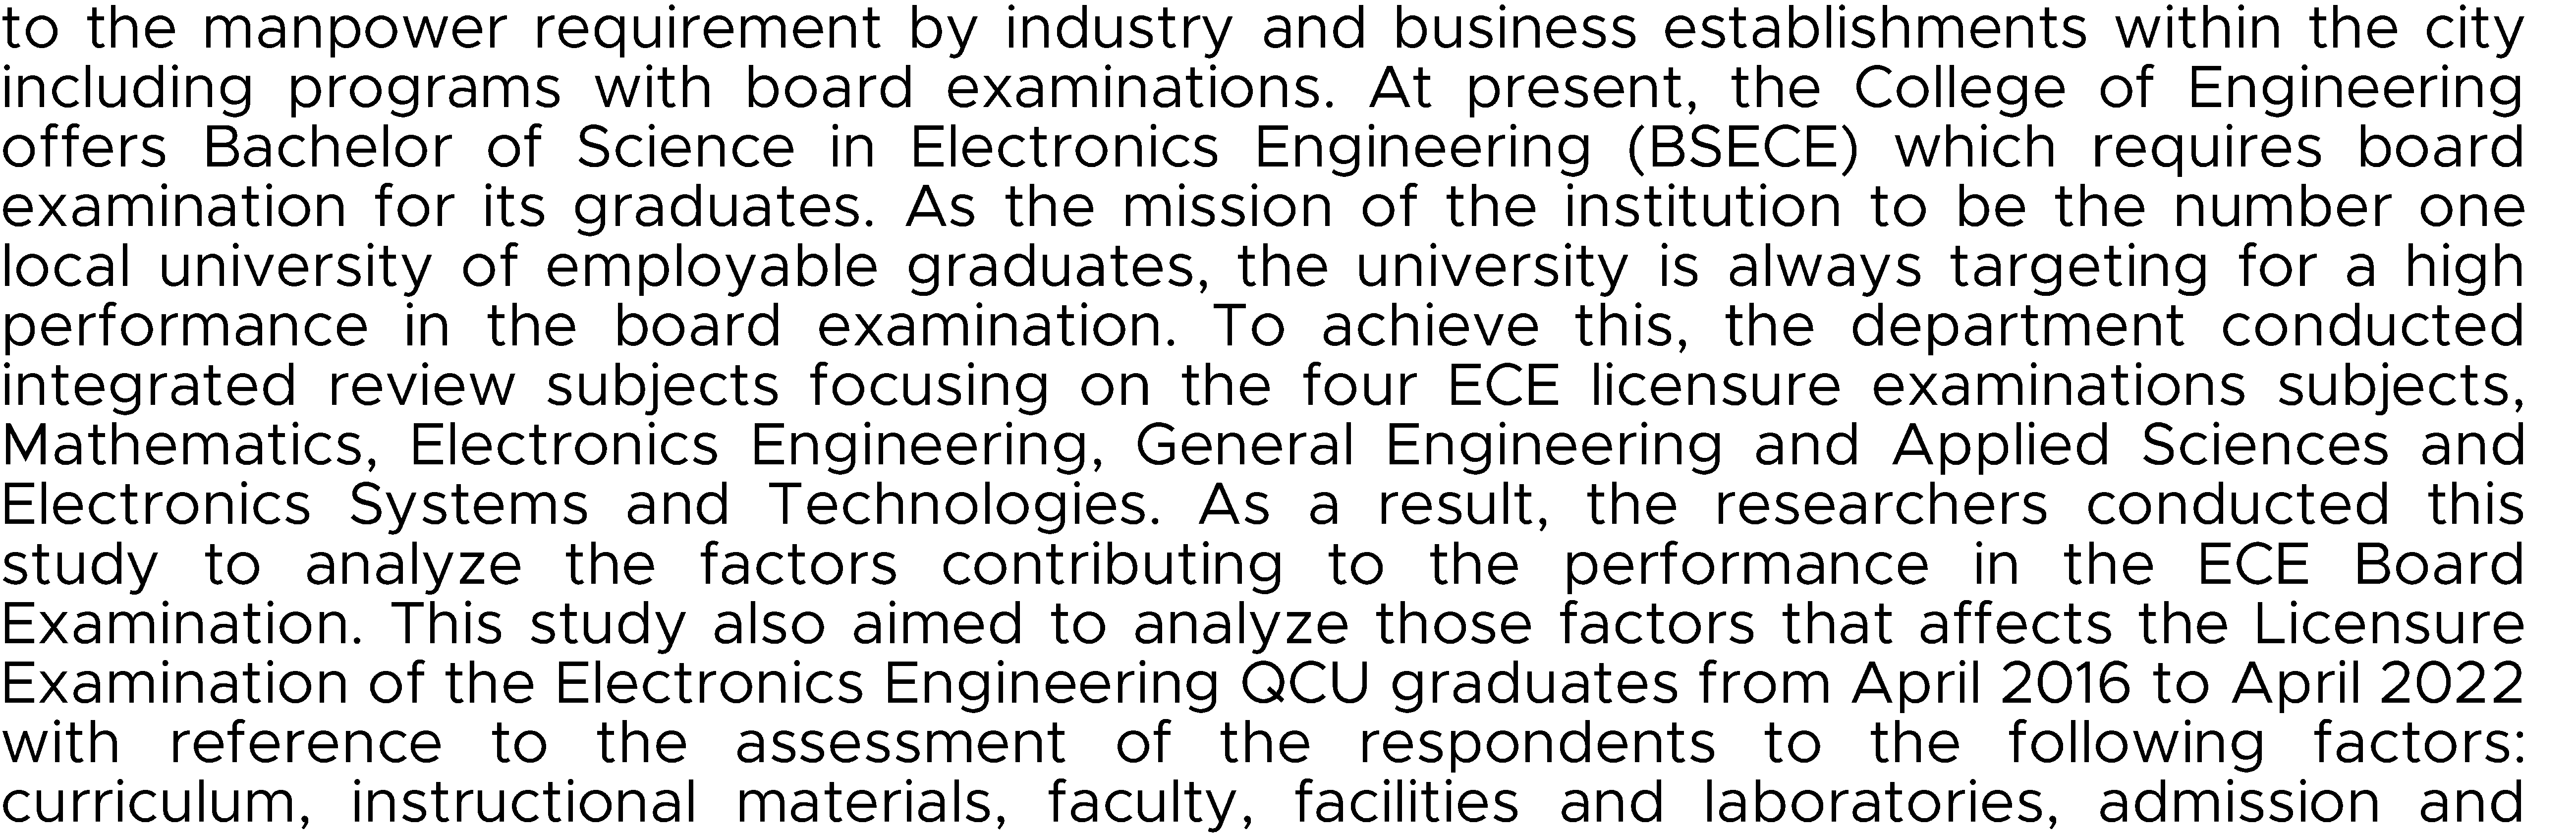 to the manpower requirement by industry and business establishments within the city
including programs with board examinations. At present, the College of Engineering
offers Bachelor of Science in Electronics Engineering (BSECE) which requires board
examination for its graduates. As the mission of the institution to be the number one
local university of employable graduates, the university is always targeting for a high
performance in the board examination. To achieve this, the department conducted
integrated review subjects focusing on the four ECE licensure examinations subjects,
Mathematics, Electronics Engineering, General Engineering and Applied Sciences and
Electronics Systems and Technologies. As a result, the researchers conducted this
study to analyze the factors contributing to the performance in the ECE Board
Examination. This study also aimed to analyze those factors that affects the Licensure
Examination of the Electronics Engineering QCU graduates from April 2016 to April 2022
with reference to the assessment of the respondents to the following factors:
curriculum, instructional materials, faculty, facilities and laboratories, admission and